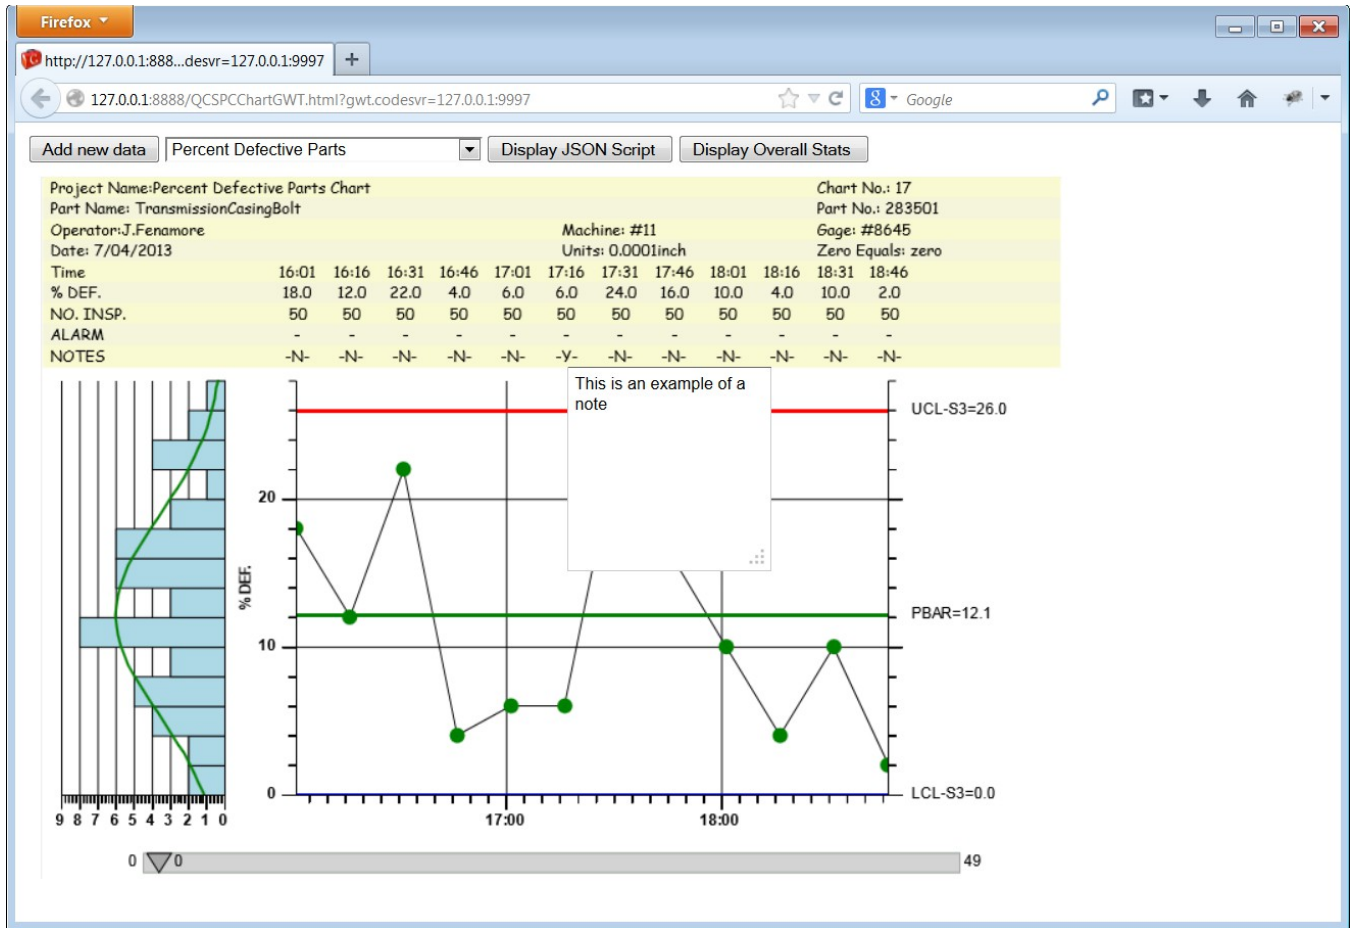 Firefox
http://127.0.0.1:888...desvr=127.0.0.1:9997
127.0.0.1:8888/QCSPCChartGWT.html?gwt.codesvr=127.0.0.1:9997
Google
Add new data Percent Defective Parts Display JSON Script Display Overall Stats
Project Name:Percent Defective Parts Chart Chart No.: 17
Part Name: TransmissionCasingBolt Part No.: 283501
Operator:J.Fenamore Machine: #11 Gage: #8645
Date: 7/04/2013 Units: 0.0001inch Zero Equals: zero
Time 16:01 16:16 16:31 16:46 17:01 17:16 17:31 17:46 18:01 18:16 18:31 18:46
% DEF. 18.0 12.0 22.0 4.0 6.0 6.0 24.0 16.0 10.0 4.0 10.0 2.0
NO. INSP. 50 50 50 50 50 50 50 50 50 50 50 50
ALARM - - - - - - - - - - - -
NOTES -N- -N- -N- -N- -N- -Y- -N- -N- -N- -N- -N- -N-
This is an example of a
note
UCL-S3=26.0
20
% DEF.
PBAR=12.1
10
0
LCL-S3=0.0
9 8 7 6 5 4 3 2 1 0
17:00 18:00
0 0 49